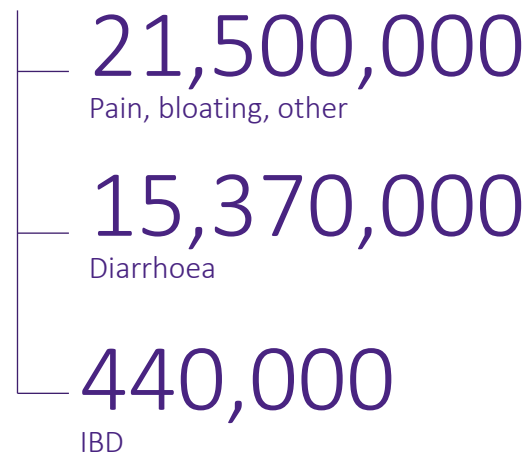 21,500,000
Pain, bloating, other
15,370,000
Diarrhoea
440,000
IBD